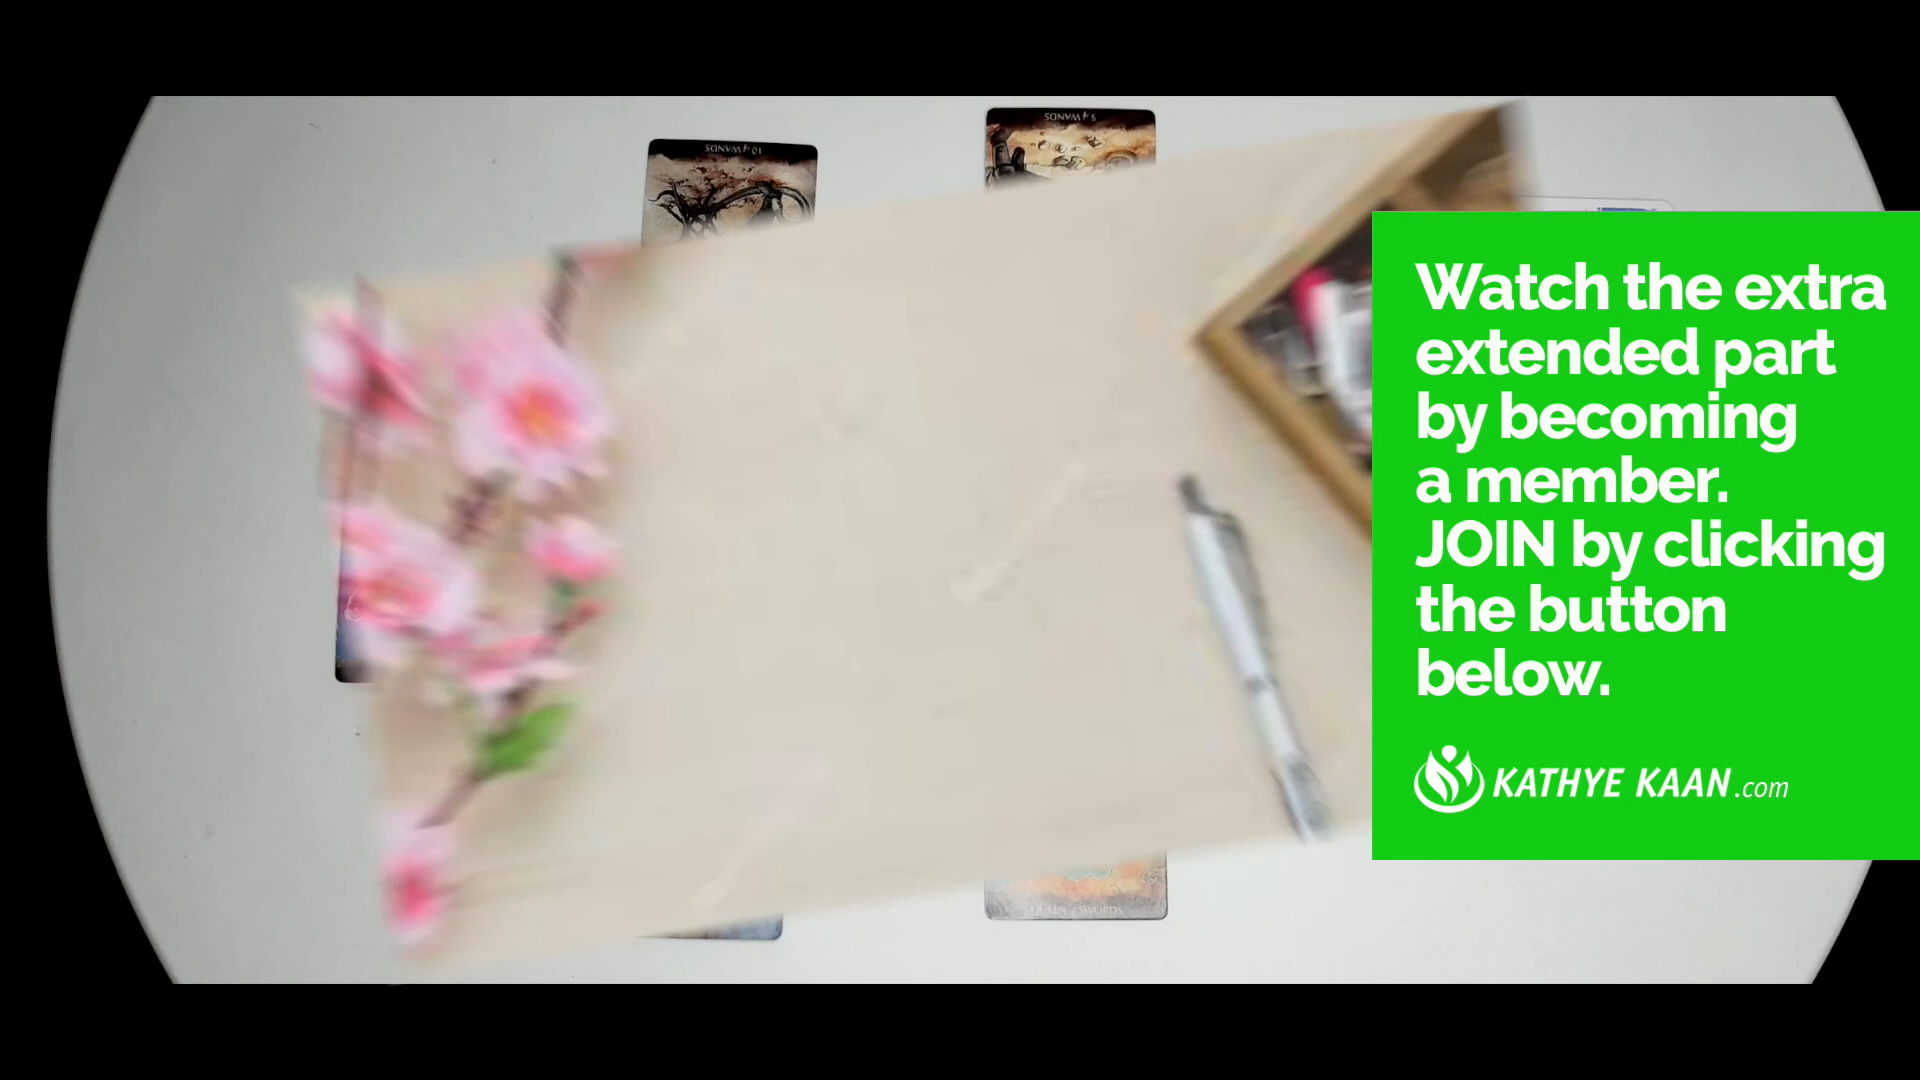 10 of WANDS
5 of WANDS
Watch the extra
extended part
by becoming
a member.
JOIN by clicking
the button
below.
KATHYE KAAN.com
QUEEN of SWORDS